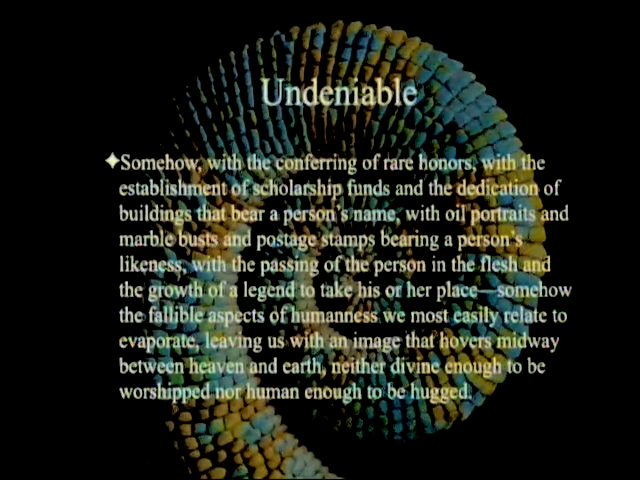 Undeniable
✦Somehow, with the conferring of rare honors, with the
establishment of scholarship funds and the dedication of
buildings that bear a person's name, with oil portraits and
marble busts and postage stamps bearing a person's
likeness, with the passing of the person in the flesh and
the growth of a legend to take his or her place—somehow
the fallible aspects of humanness we most easily relate to
evaporate, leaving us with an image that hovers midway
between heaven and earth, neither divine enough to be
worshipped nor human enough to be hugged.